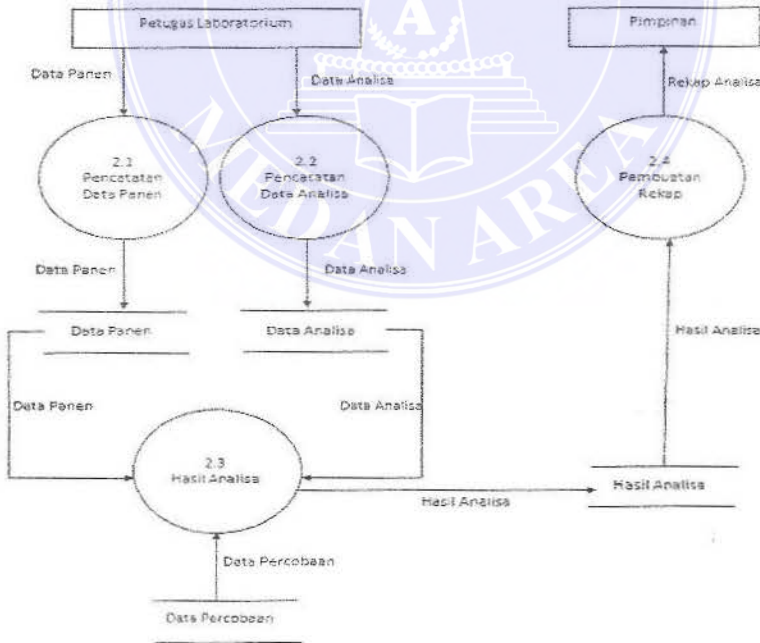 Petugas Laboratorium
Pimpinan
Data Panen
Data Analisa
Rekap Analisa
2.1
Pencatatan
Data Panen
2.2
Pencatatan
Data Analisa
2.4
Pembuatan
Rekap
A
MEDAN AREA
Data Panen
Data Analisa
Data Panen
Data Analisa
Hasil Analisa
Data Panen
Data Analisa
2.3
Hasil Analisa
Hasil Analisa
Hasil Analisa
Data Percobaan
Data Percobaan